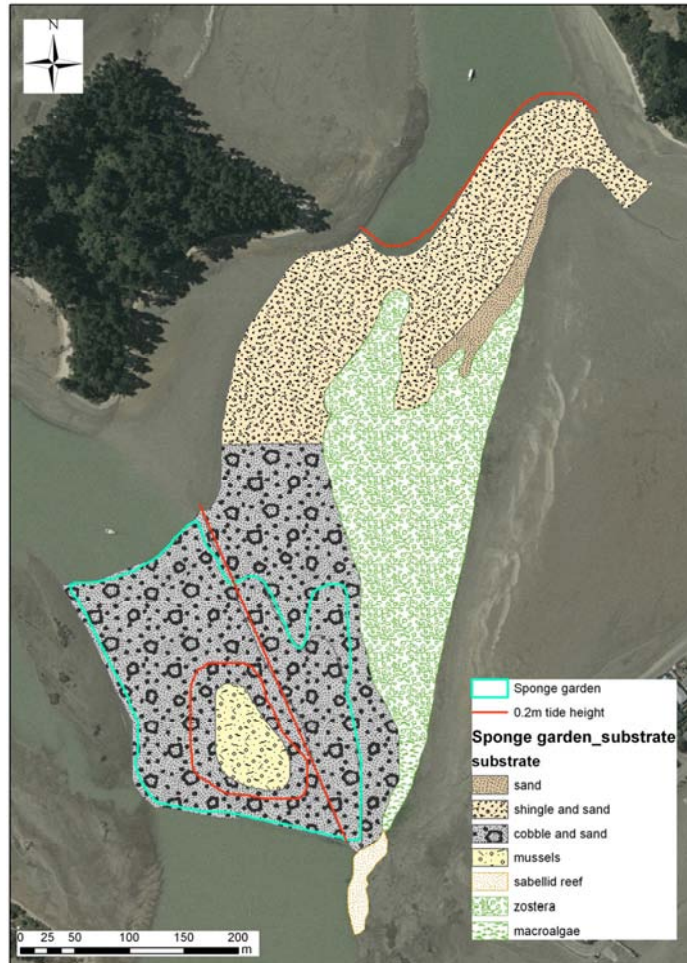 N
Sponge garden
0.2m tide height
Sponge garden_substrate
substrate
sand
shingle and sand
cobble and sand
mussels
sabellid reef
zostera
macroalgae
0 25 50 100 150 200
m